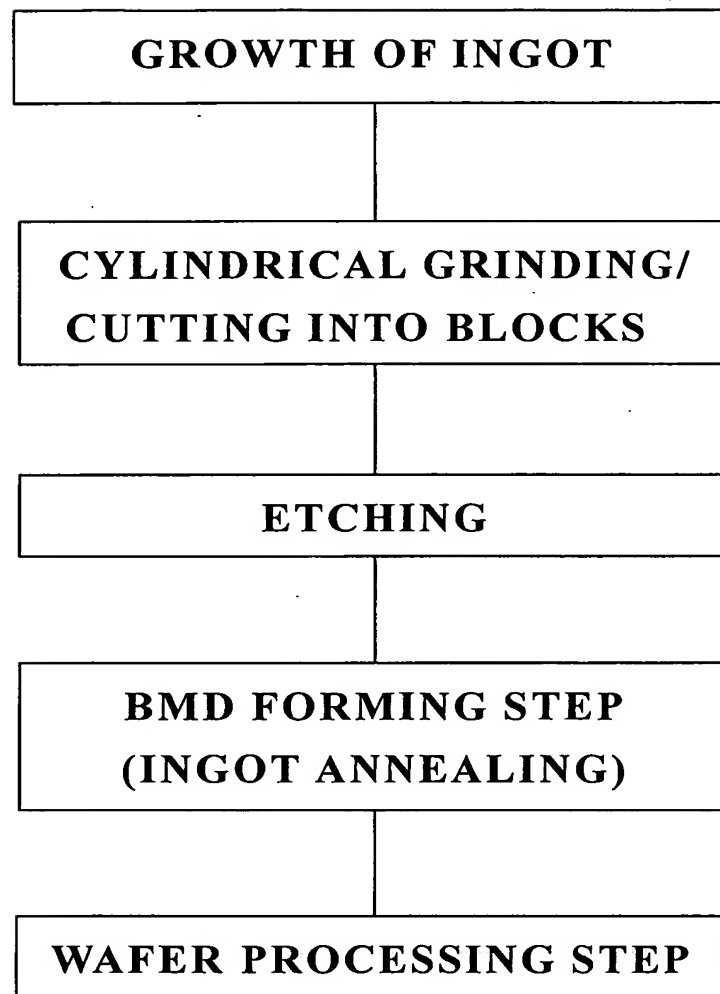 GROWTH OF INGOT
CYLINDRICAL GRINDING/
CUTTING INTO BLOCKS
ETCHING
BMD FORMING STEP
(INGOT ANNEALING)
WAFER PROCESSING STEP